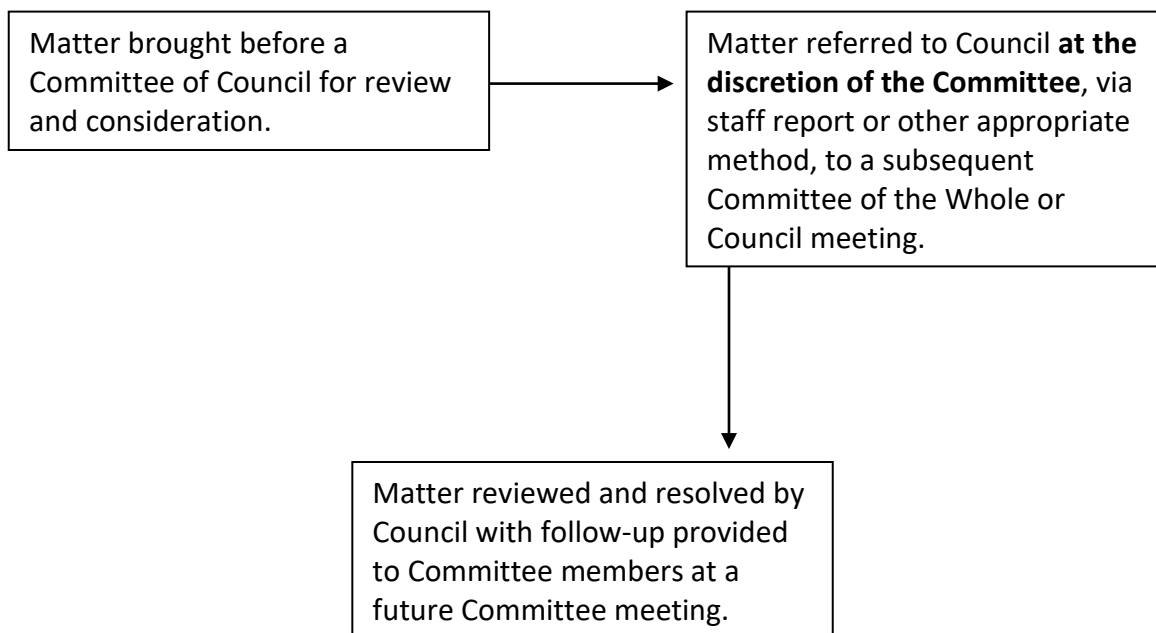 Matter brought before a
Committee of Council for review
and consideration.
Matter referred to Council at the
discretion of the Committee, via
staff report or other appropriate
method, to a subsequent
Committee of the Whole or
Council meeting.
Matter reviewed and resolved by
Council with follow-up provided
to Committee members at a
future Committee meeting.